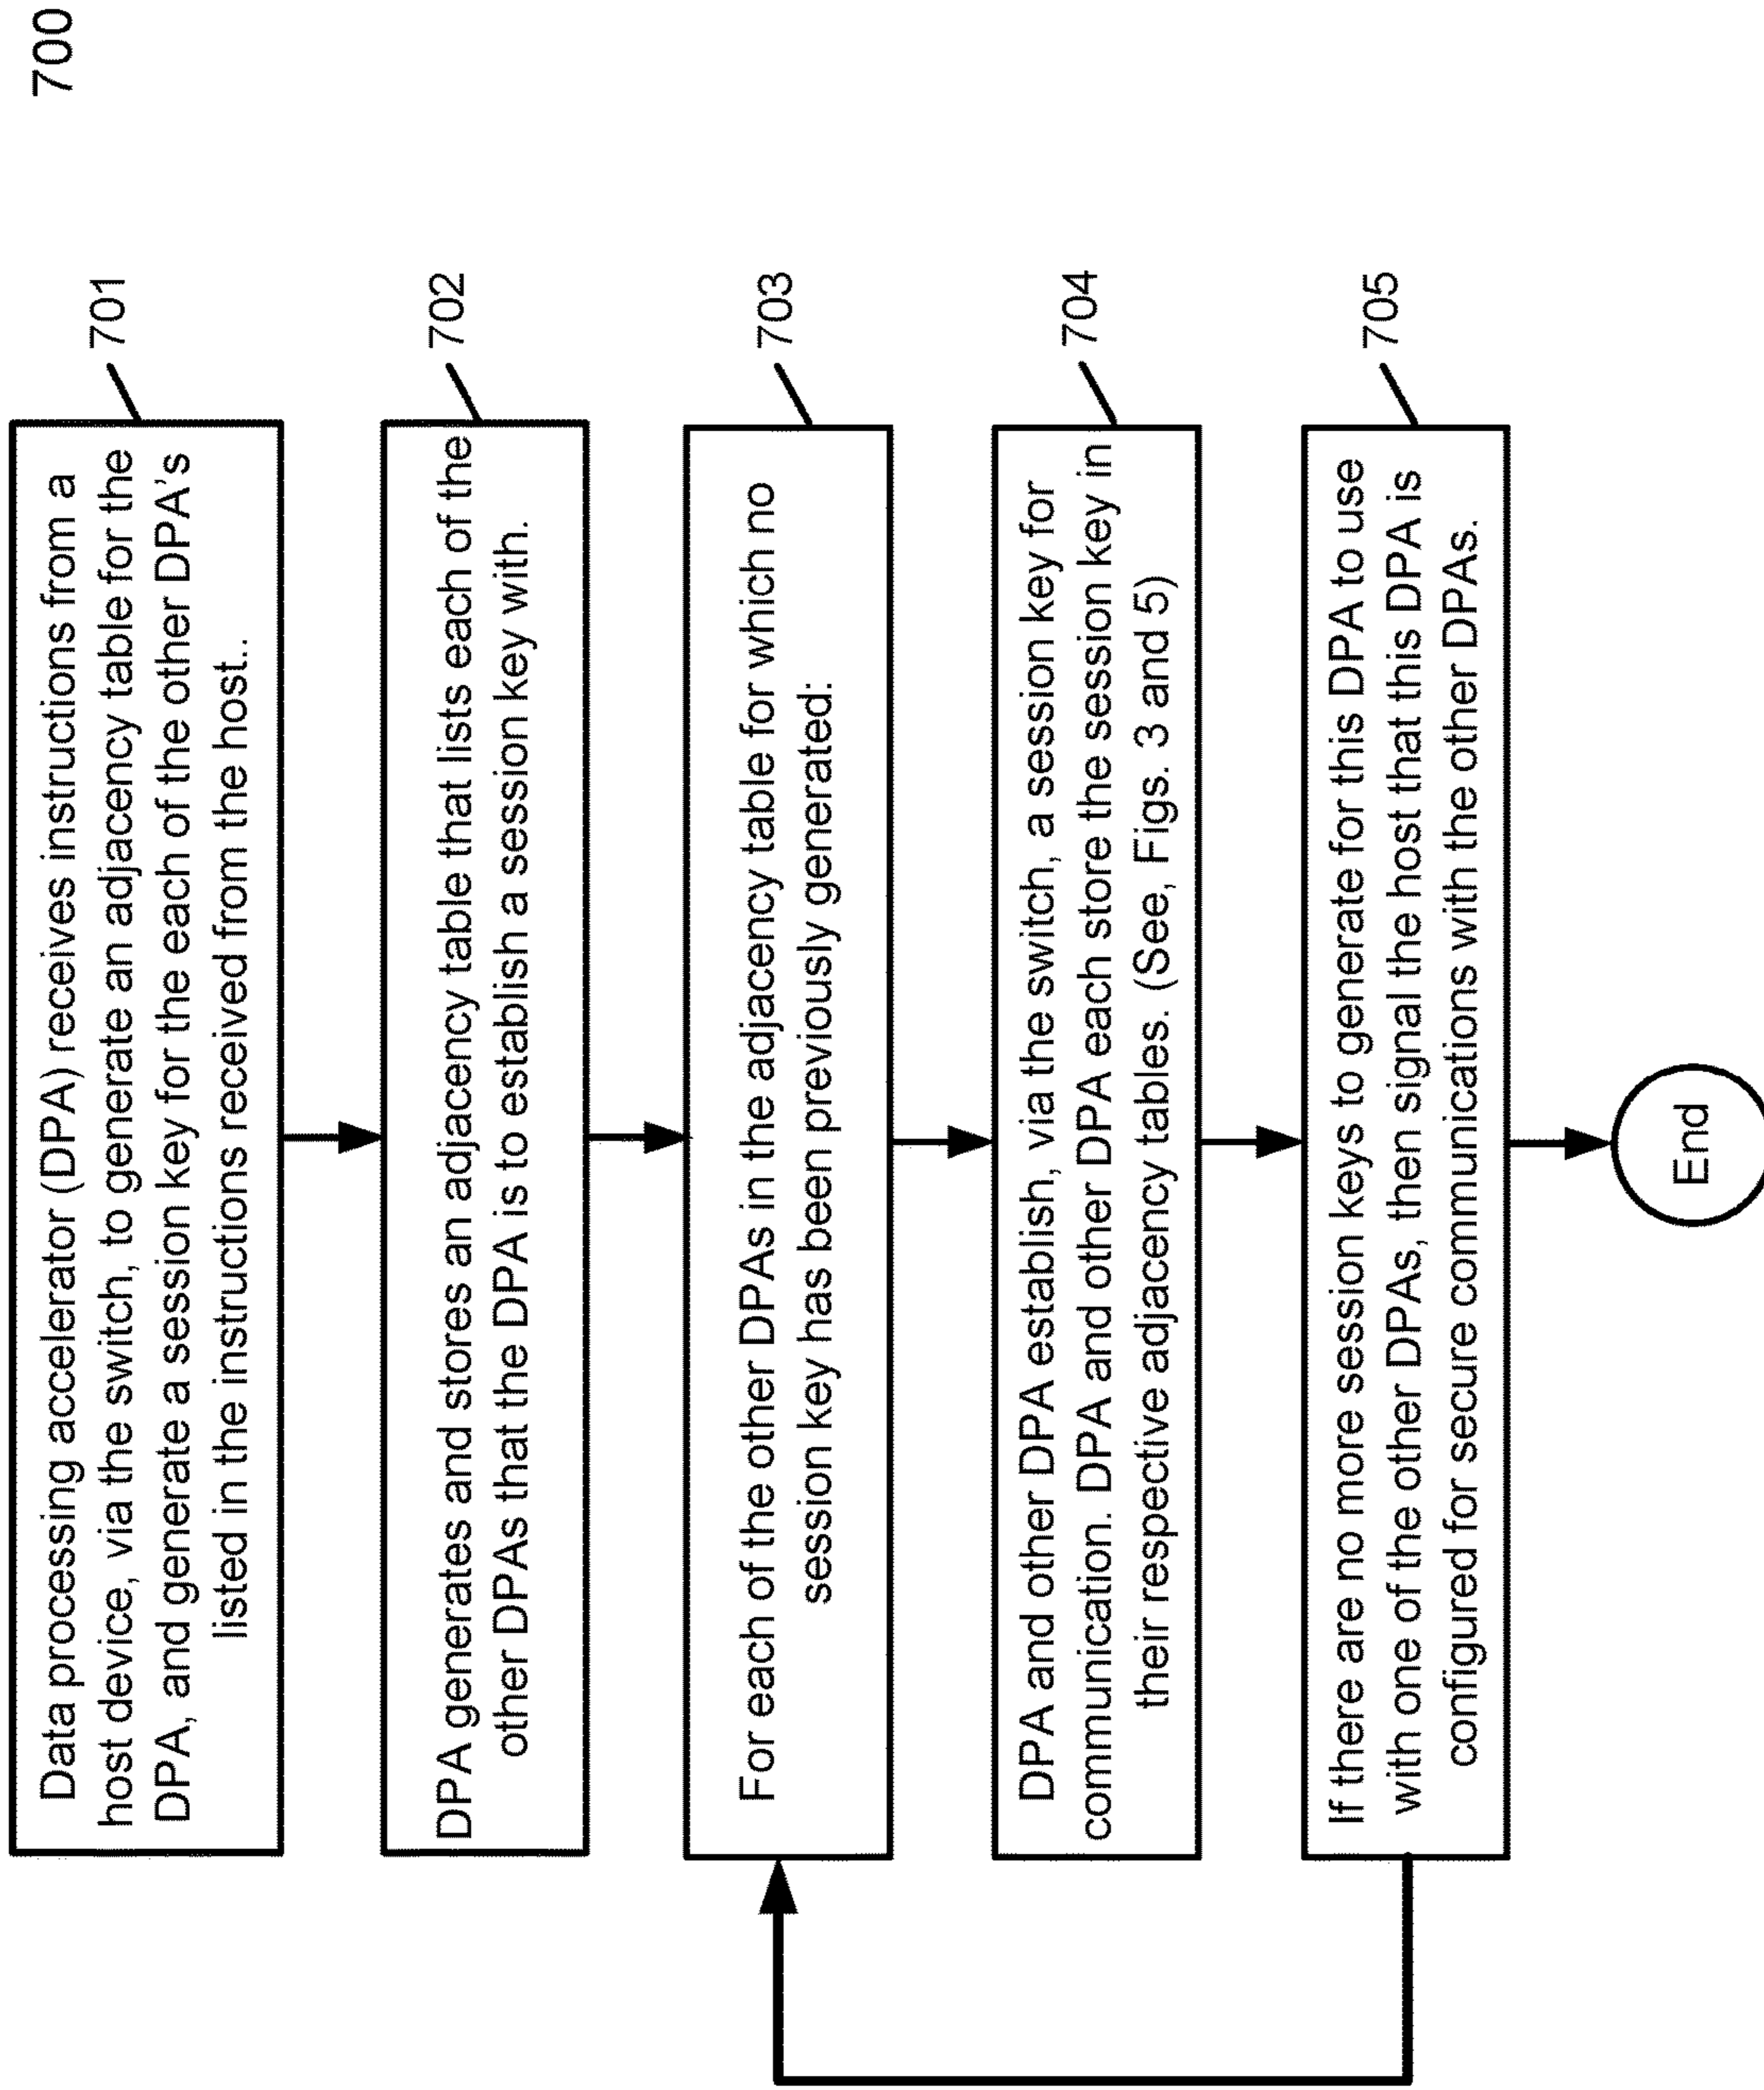 700
Data processing accelerator (DPA) receives instructions from a
host device, via the switch, to generate an adjacency table for the
DPA, and generate a session key for the each of the other DPA's
listed in the instructions received from the host..
701
DPA generates and stores an adjacency table that lists each of the
other DPAs that the DPA is to establish a session key with.
702
For each of the other DPAs in the adjacency table for which no
session key has been previously generated:
703
DPA and other DPA establish, via the switch, a session key for
communication. DPA and other DPA each store the session key in
their respective adjacency tables. (See, Figs. 3 and 5)
704
If there are no more session keys to generate for this DPA to use
with one of the other DPAs, then signal the host that this DPA is
configured for secure communications with the other DPAs.
705
End